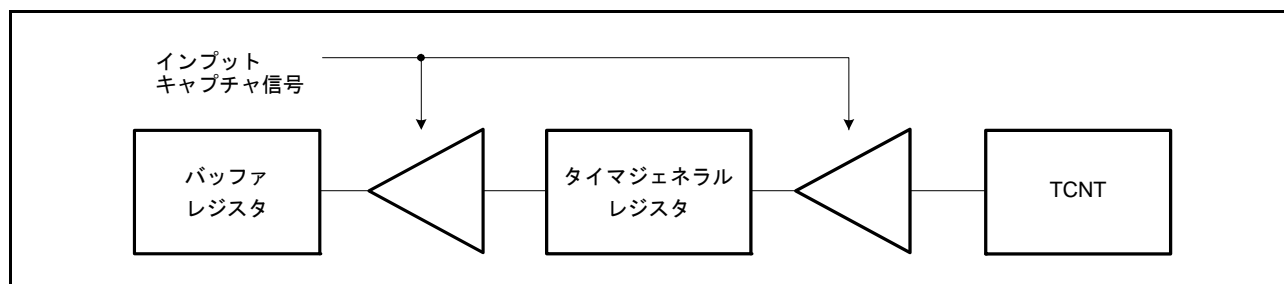 インプット
キャプチャ信号
バッファ
レジスタ
タイマジェネラル
レジスタ
TCNT